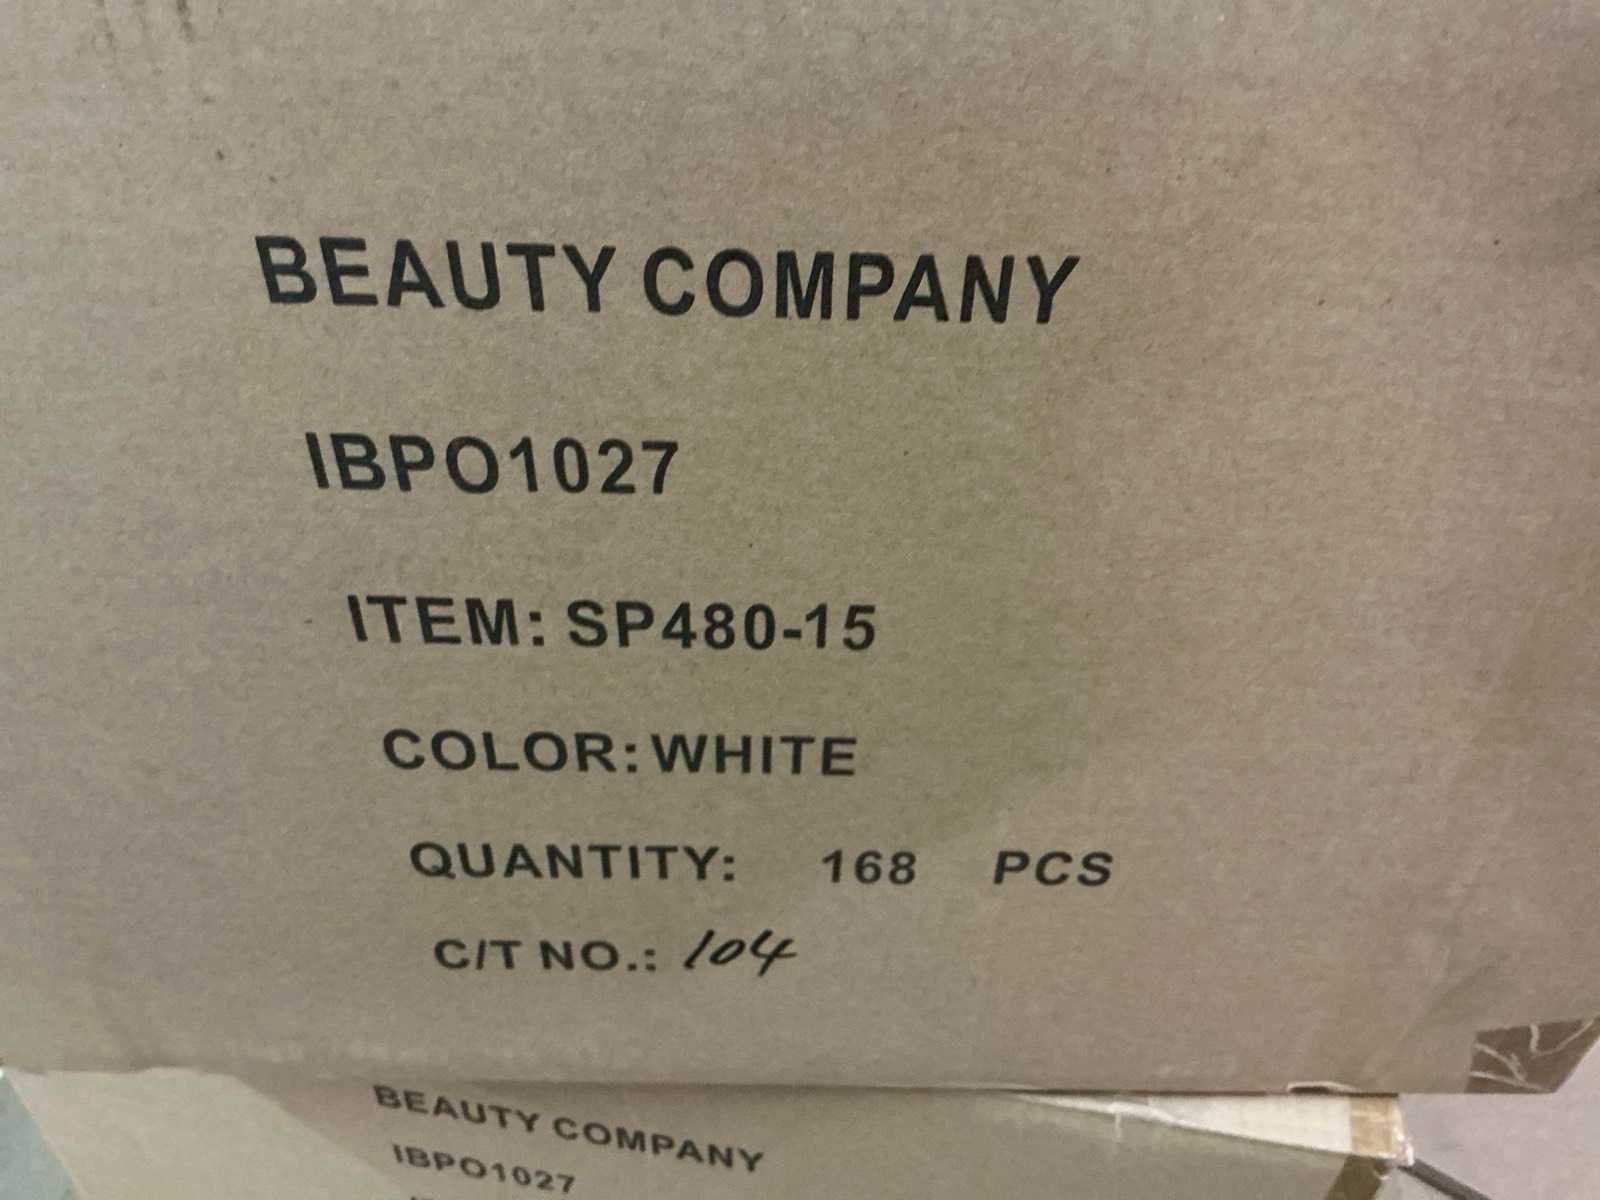 BEAUTY COMPANY
IBPO1027
ITEM: SP480-15
COLOR: WHITE
QUANTITY: 168 PCS
C/T NO.: 104
BEAUTY COMPANY
IBPO1027